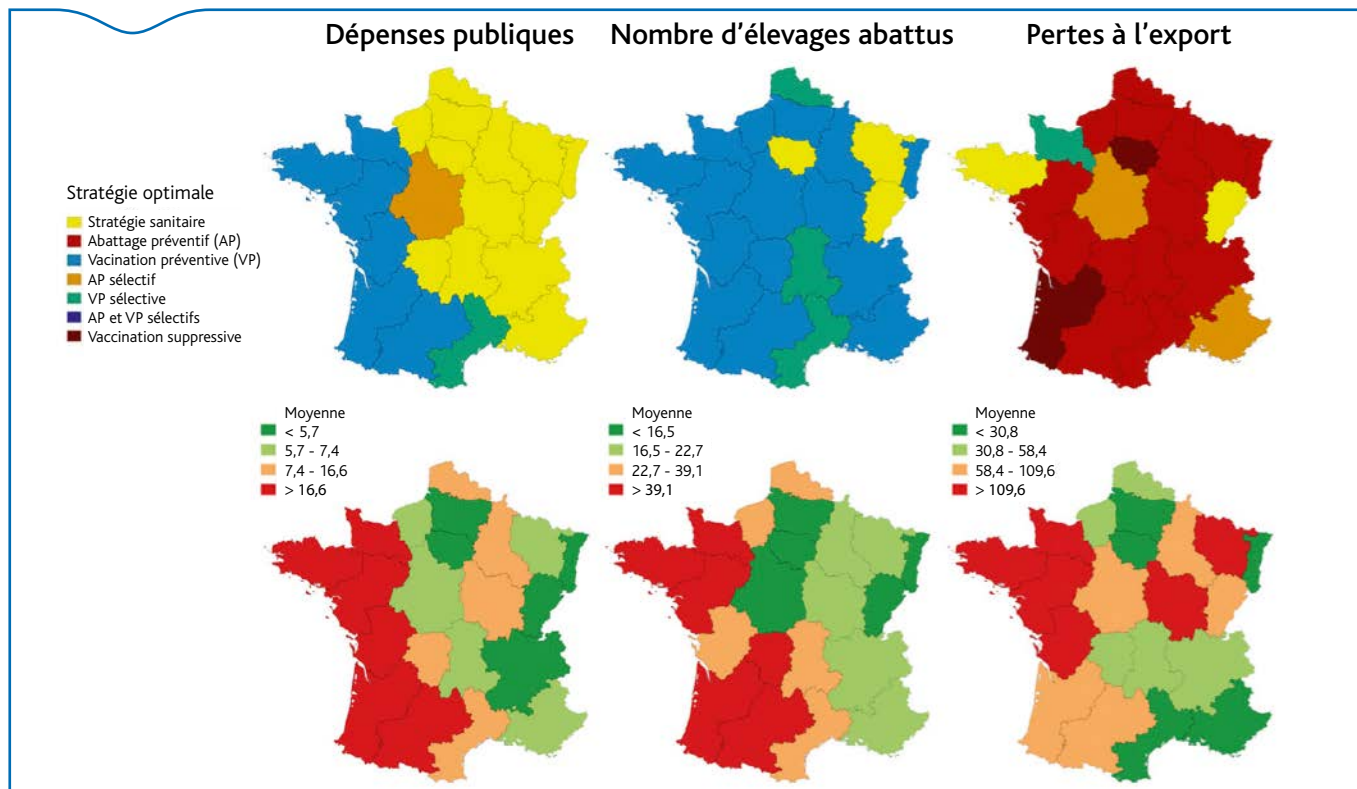 Dépenses publiques
Nombre d'élevages abattus
Pertes à l'export
Stratégie optimale
Stratégie sanitaire
Abattage préventif (AP)
Vacination préventive (VP)
AP sélectif
VP sélective
AP et VP sélectifs
Vaccination suppressive
Moyenne
< 5,7
5,7 - 7,4
7,4 - 16,6
> 16,6
Moyenne
< 16,5
16,5 - 22,7
22,7 - 39,1
> 39,1
Moyenne
< 30,8
30,8 - 58,4
58,4 - 109,6
> 109,6